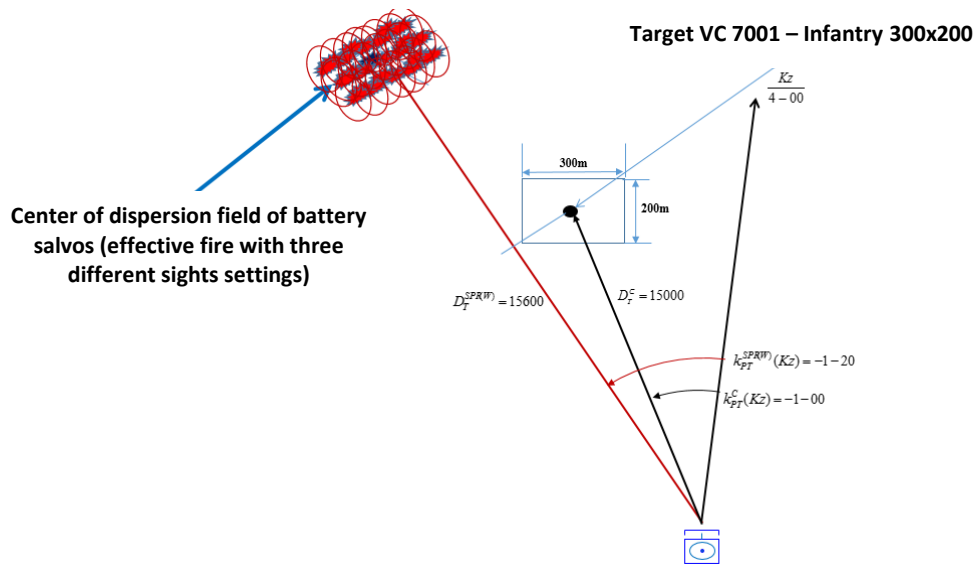 Target VC 7001 – Infantry 300x200
Kz
4 – 00
300m
200m
Center of dispersion field of battery
salvos (effective fire with three
different sights settings)
D_T^{SPR(W)} = 15600
D_T^C = 15000
k_{PT}^{SPR(W)}(Kz) = –1–20
k_{PT}^C(Kz) = –1–00